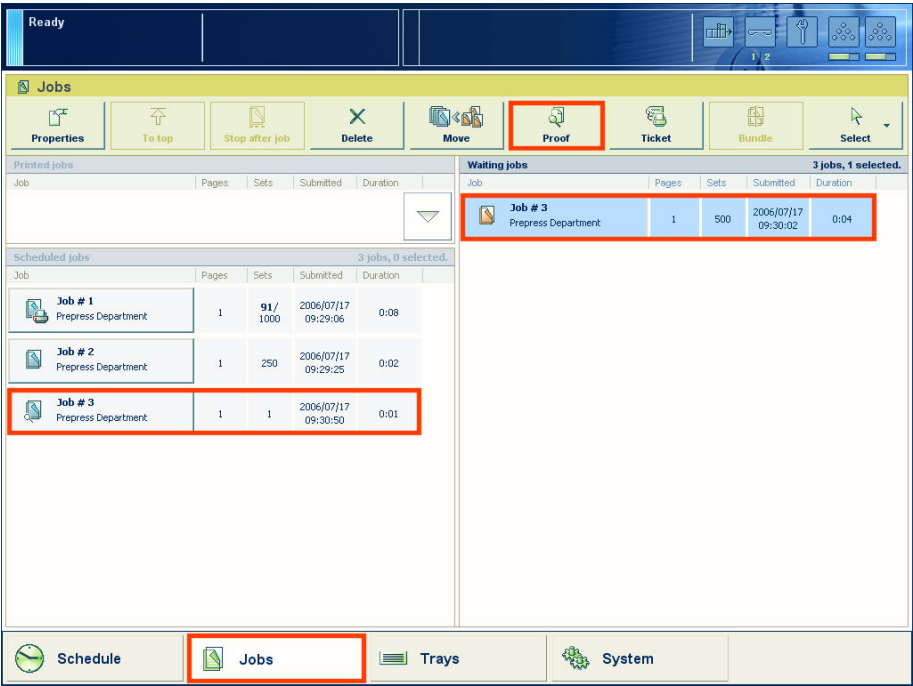 Ready
1 | 2
Jobs
Properties
To top
Stop after job
Delete
Move
Proof
Ticket
Bundle
Select
Printed jobs
Job Pages Sets Submitted Duration
Scheduled jobs 3 jobs, 0 selected.
Job Pages Sets Submitted Duration
Job # 1
Prepress Department
1
91/
1000
2006/07/17
09:29:06
0:08
Job # 2
Prepress Department
1
250
2006/07/17
09:29:25
0:02
Job # 3
Prepress Department
1
1
2006/07/17
09:30:50
0:01
Waiting jobs 3 jobs, 1 selected.
Job Pages Sets Submitted Duration
Job # 3
Prepress Department
1
500
2006/07/17
09:30:02
0:04
Schedule
Jobs
Trays
System